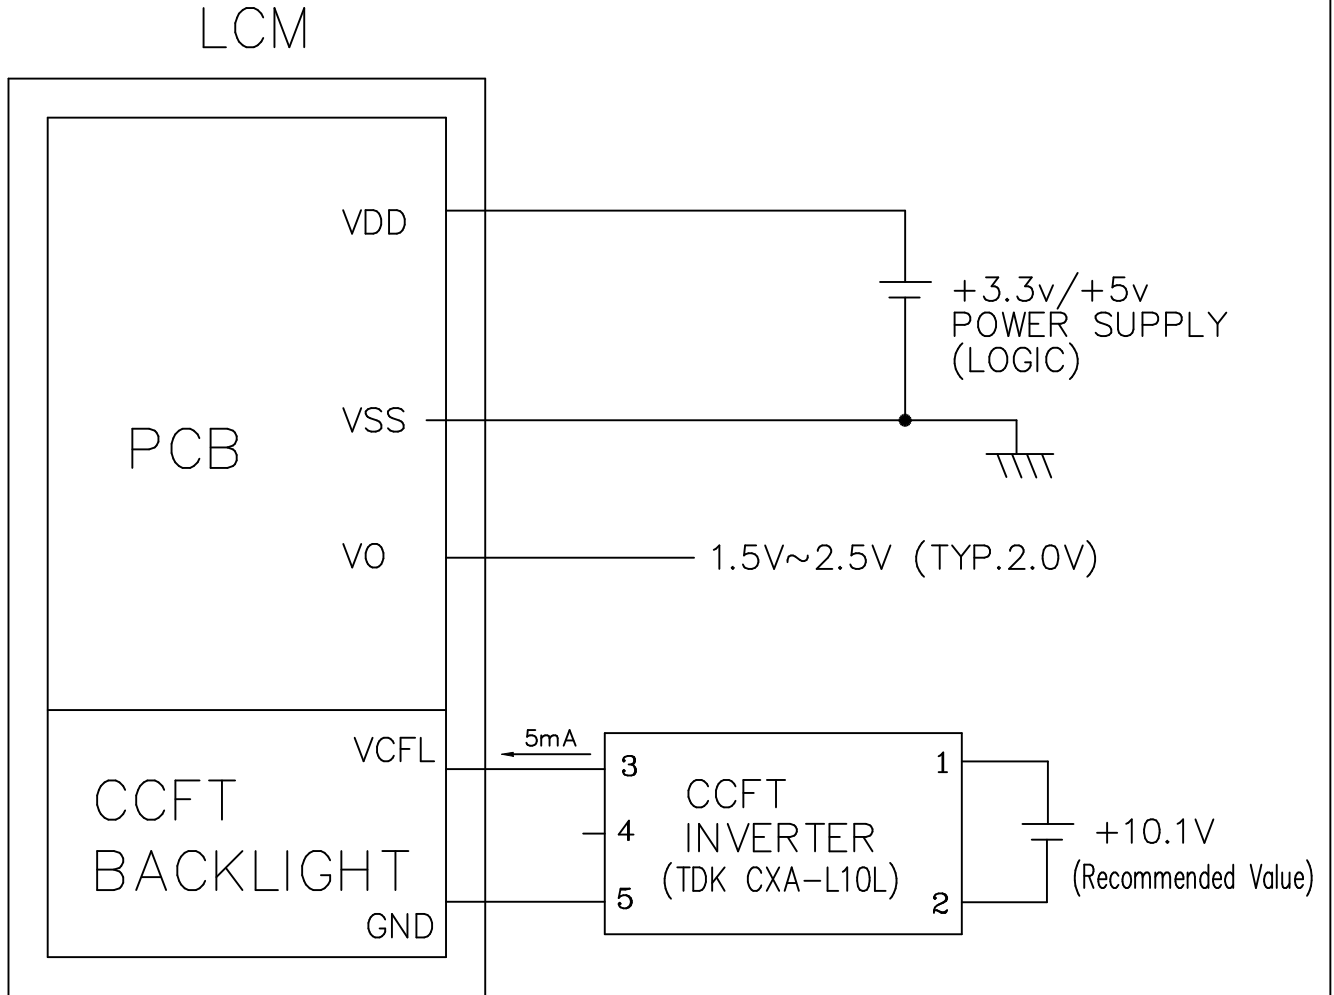 LCM
VDD
+3.3v/+5v
POWER SUPPLY
(LOGIC)
VSS
PCB
VO
1.5V~2.5V (TYP.2.0V)
VCFL
5mA
3
1
CCFT
CCFT
4
INVERTER
+10.1V
BACKLIGHT
(TDK CXA-L10L)
(Recommended Value)
5
2
GND